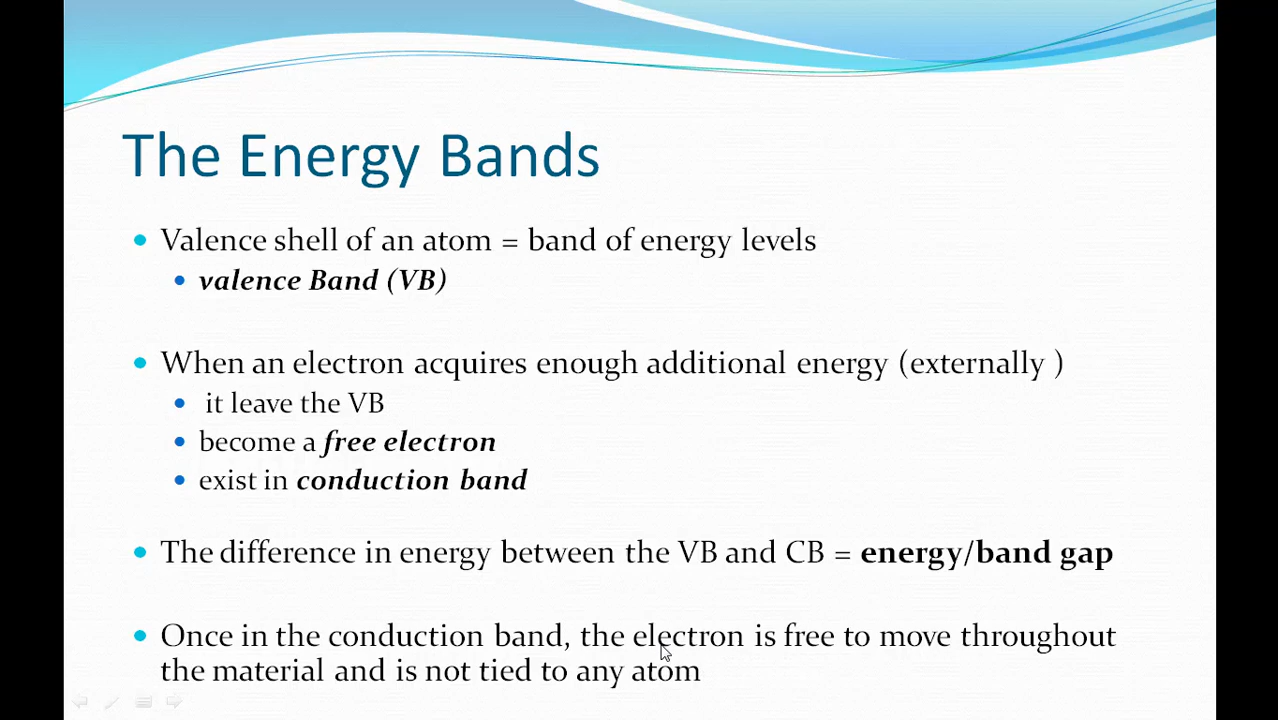 The Energy Bands
• Valence shell of an atom = band of energy levels
• valence Band (VB)
• When an electron acquires enough additional energy (externally )
• it leave the VB
• become a free electron
• exist in conduction band
• The difference in energy between the VB and CB = energy/band gap
• Once in the conduction band, the electron is free to move throughout
the material and is not tied to any atom